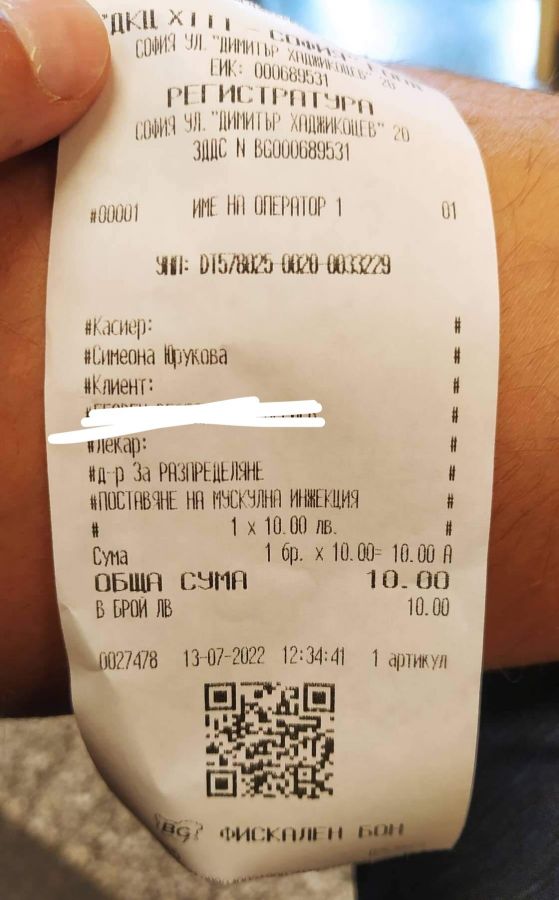 "ДКЦ XIII - СОФИЯ"
СОФИЯ УЛ. "ДИМИТЪР ХАДЖИКОЦЕВ" 20
ЕИК: 000689531
РЕГИСТРАТУРА
СОФИЯ УЛ. "ДИМИТЪР ХАДЖИКОЦЕВ" 20
ЗДДС N BG000689531
#00001 ИМЕ НА ОПЕРАТОР 1 01
УНП: DT578025-0020-0033229
#Касиер: #
#Симеона Юрукова #
#Клиент: #
#
#Лекар: #
#д-р За РАЗПРЕДЕЛЯНЕ #
#ПОСТАВЯНЕ НА МУСКУЛНА ИНЖЕКЦИЯ #
# 1 x 10.00 лв. #
Сума 1 бр. x 10.00= 10.00 А
ОБЩА СУМА 10.00
В БРОЙ ЛВ 10.00
0027478 13-07-2022 12:34:41 1 артикул
BG ФИСКАЛЕН БОН